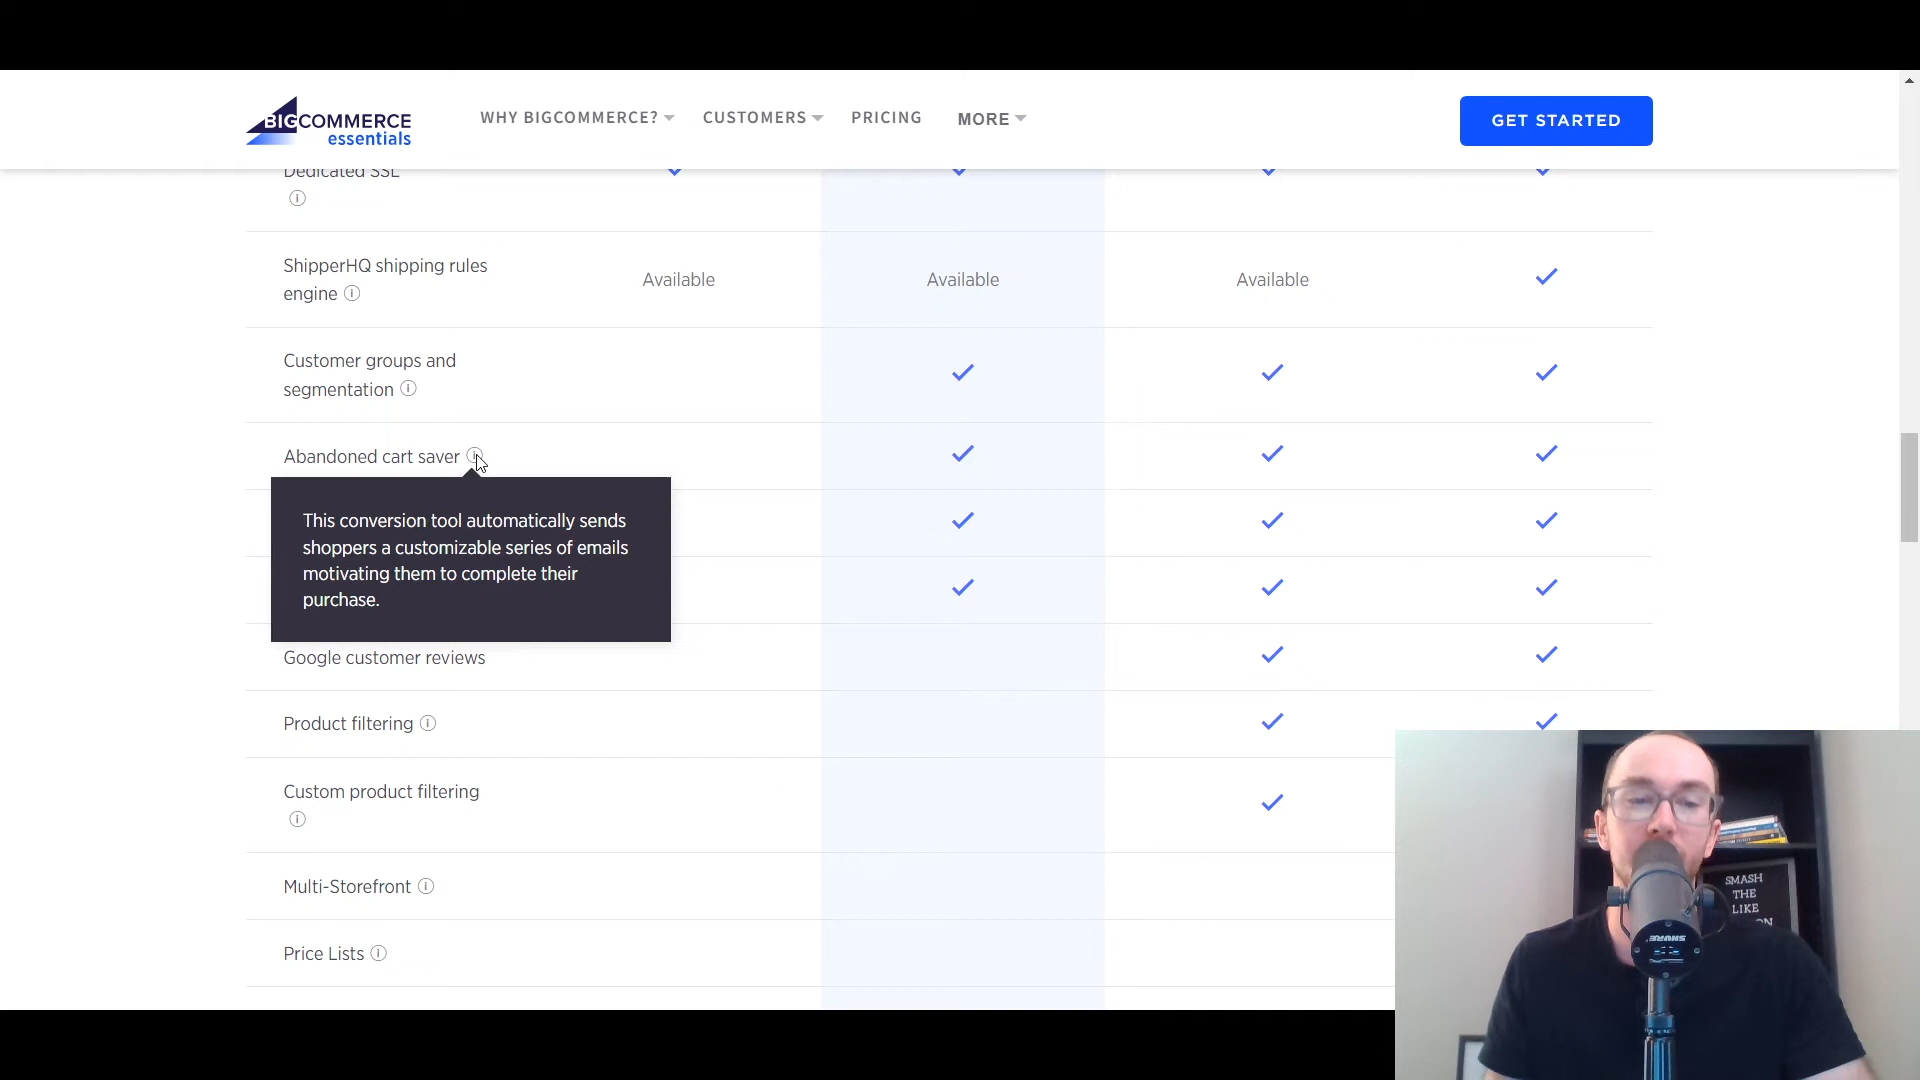 BIGCOMMERCE
essentials
WHY BIGCOMMERCE?
CUSTOMERS
PRICING
MORE
GET STARTED
Dedicated SSL
ShipperHQ shipping rules
engine
Available
Available
Available
Customer groups and
segmentation
Abandoned cart saver
This conversion tool automatically sends
shoppers a customizable series of emails
motivating them to complete their
purchase.
Google customer reviews
Product filtering
Custom product filtering
Multi-Storefront
Price Lists
SMASH
THE
LIKE
SHURE